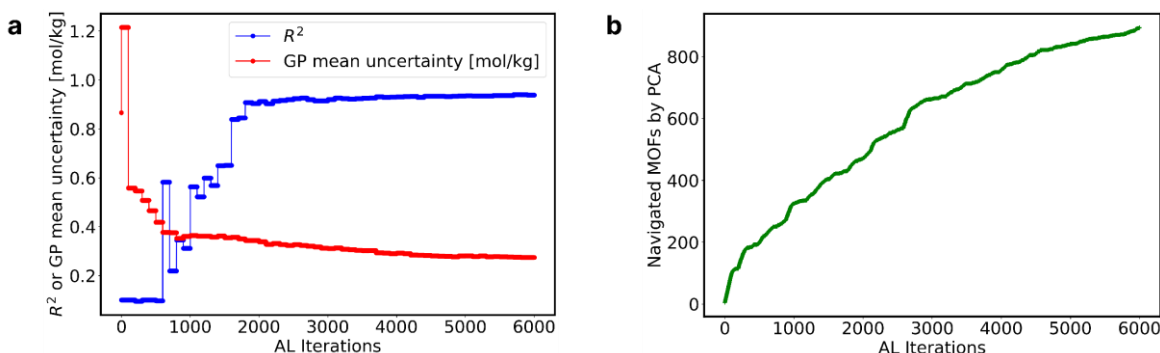 a
R² or GP mean uncertainty [mol/kg]
1.2
1.0
0.8
0.6
0.4
0.2
R²
GP mean uncertainty [mol/kg]
0 1000 2000 3000 4000 5000 6000
AL Iterations
b
Navigated MOFs by PCA
800
600
400
200
0
0 1000 2000 3000 4000 5000 6000
AL Iterations